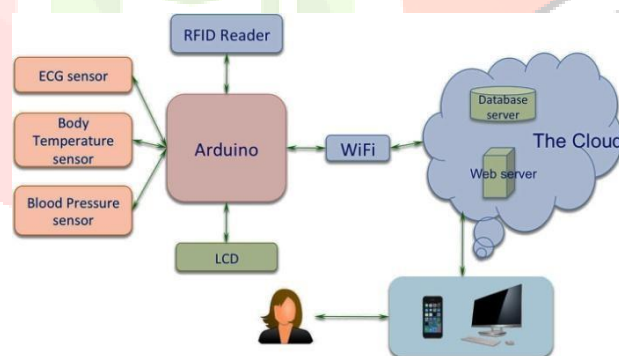 RFID Reader
ECG sensor
Body
Temperature
sensor
Blood Pressure
sensor
Arduino
WiFi
LCD
Database
server
The Cloud
Web server